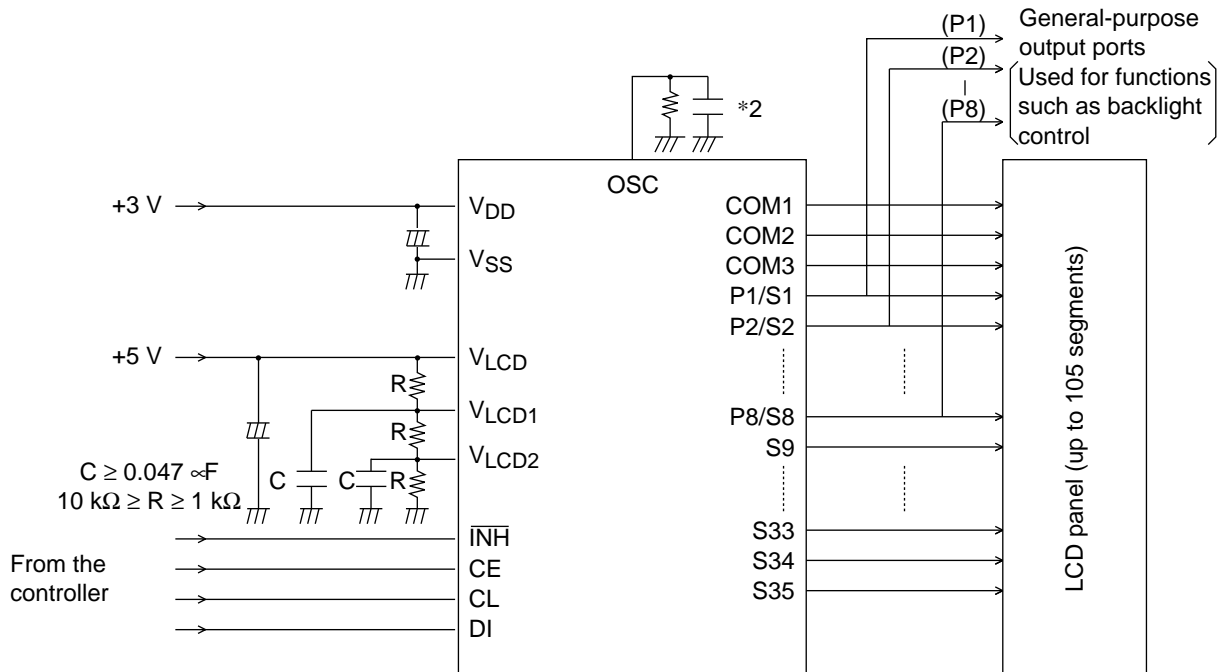 (P1)
General-purpose
output ports
(P2)
Used for functions
such as backlight
control
(P8)
*2
OSC
+3 V
VDD
VSS
+5 V
VLCD
R
VLCD1
R
VLCD2
C
C
R
C ≥ 0.047 ∝F
10 kΩ ≥ R ≥ 1 kΩ
INH
From the
controller
CE
CL
DI
COM1
COM2
COM3
P1/S1
P2/S2
P8/S8
S9
S33
S34
S35
LCD panel (up to 105 segments)